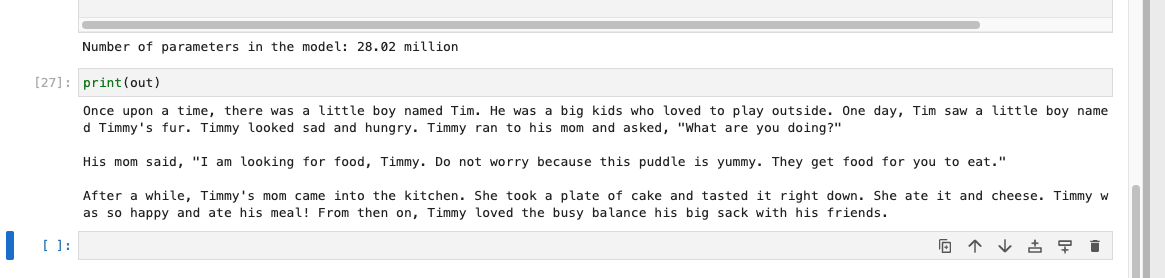 Number of parameters in the model: 28.02 million
[27]: print(out)
Once upon a time, there was a little boy named Tim. He was a big kids who loved to play outside. One day, Tim saw a little boy name
d Timmy's fur. Timmy looked sad and hungry. Timmy ran to his mom and asked, "What are you doing?"
His mom said, "I am looking for food, Timmy. Do not worry because this puddle is yummy. They get food for you to eat."
After a while, Timmy's mom came into the kitchen. She took a plate of cake and tasted it right down. She ate it and cheese. Timmy w
as so happy and ate his meal! From then on, Timmy loved the busy balance his big sack with his friends.
[ ]: